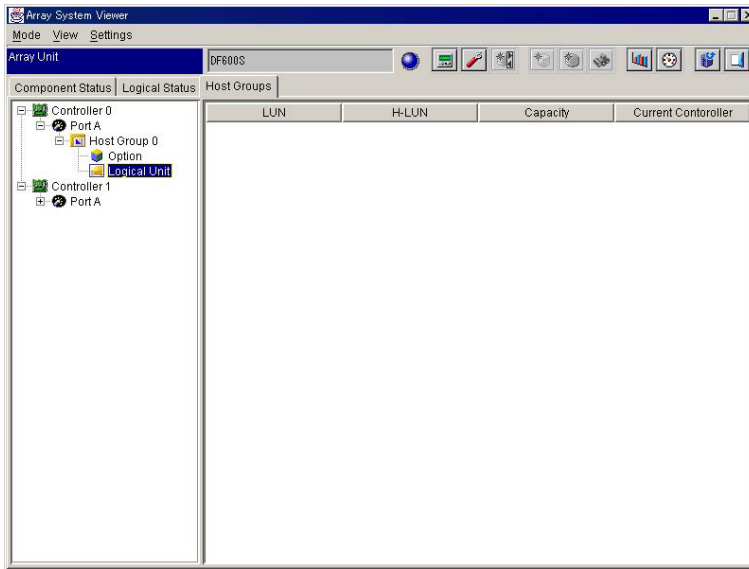 Array System Viewer
Mode View Settings
Array Unit DF600S
Component Status Logical Status Host Groups
LUN H-LUN Capacity Current Contoroller
Controller 0
Port A
Host Group 0
Option
Logical Unit
Controller 1
Port A